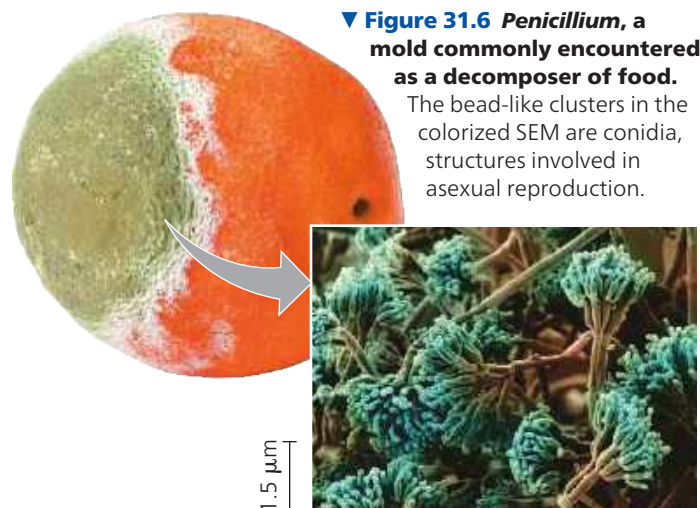 ▼ Figure 31.6 Penicillium, a
mold commonly encountered
as a decomposer of food.
The bead-like clusters in the
colorized SEM are conidia,
structures involved in
asexual reproduction.
1.5 μm